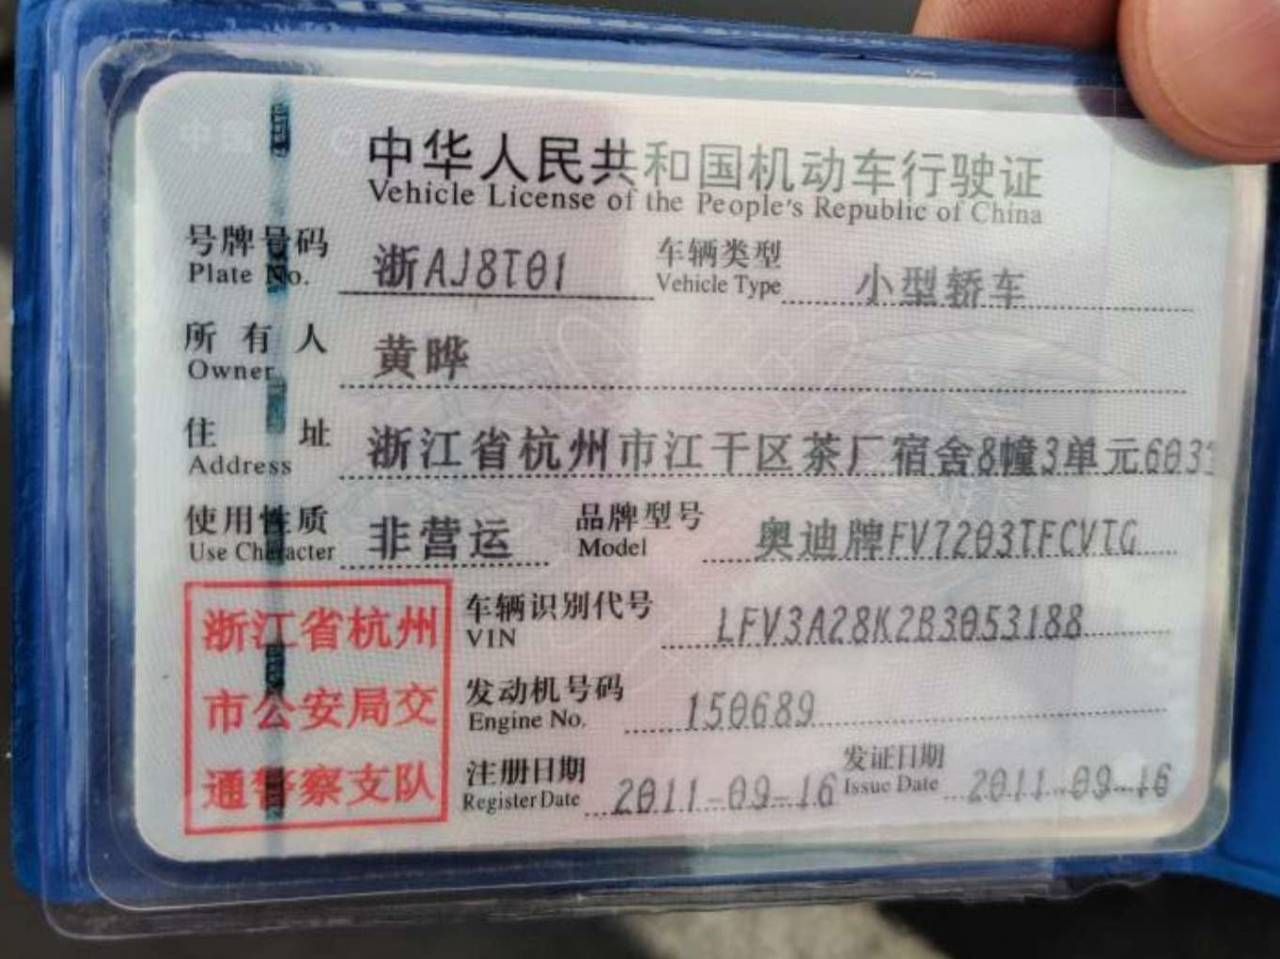 中华人民共和国机动车行驶证
Vehicle License of the People's Republic of China
号牌号码 浙AJ8T01 车辆类型 小型轿车
Plate No. Vehicle Type
所有人 黄晔
Owner
住址 浙江省杭州市江干区茶厂宿舍8幢3单元603
Address
使用性质 非营运 品牌型号 奥迪牌FV7203TFCVTG
Use Character Model
浙江省杭州 车辆识别代号 LFV3A28K2B3053188
VIN
市公安局交 发动机号码 150689
Engine No.
通警察支队 注册日期 2011-09-16 发证日期 2011-09-16
Register Date Issue Date